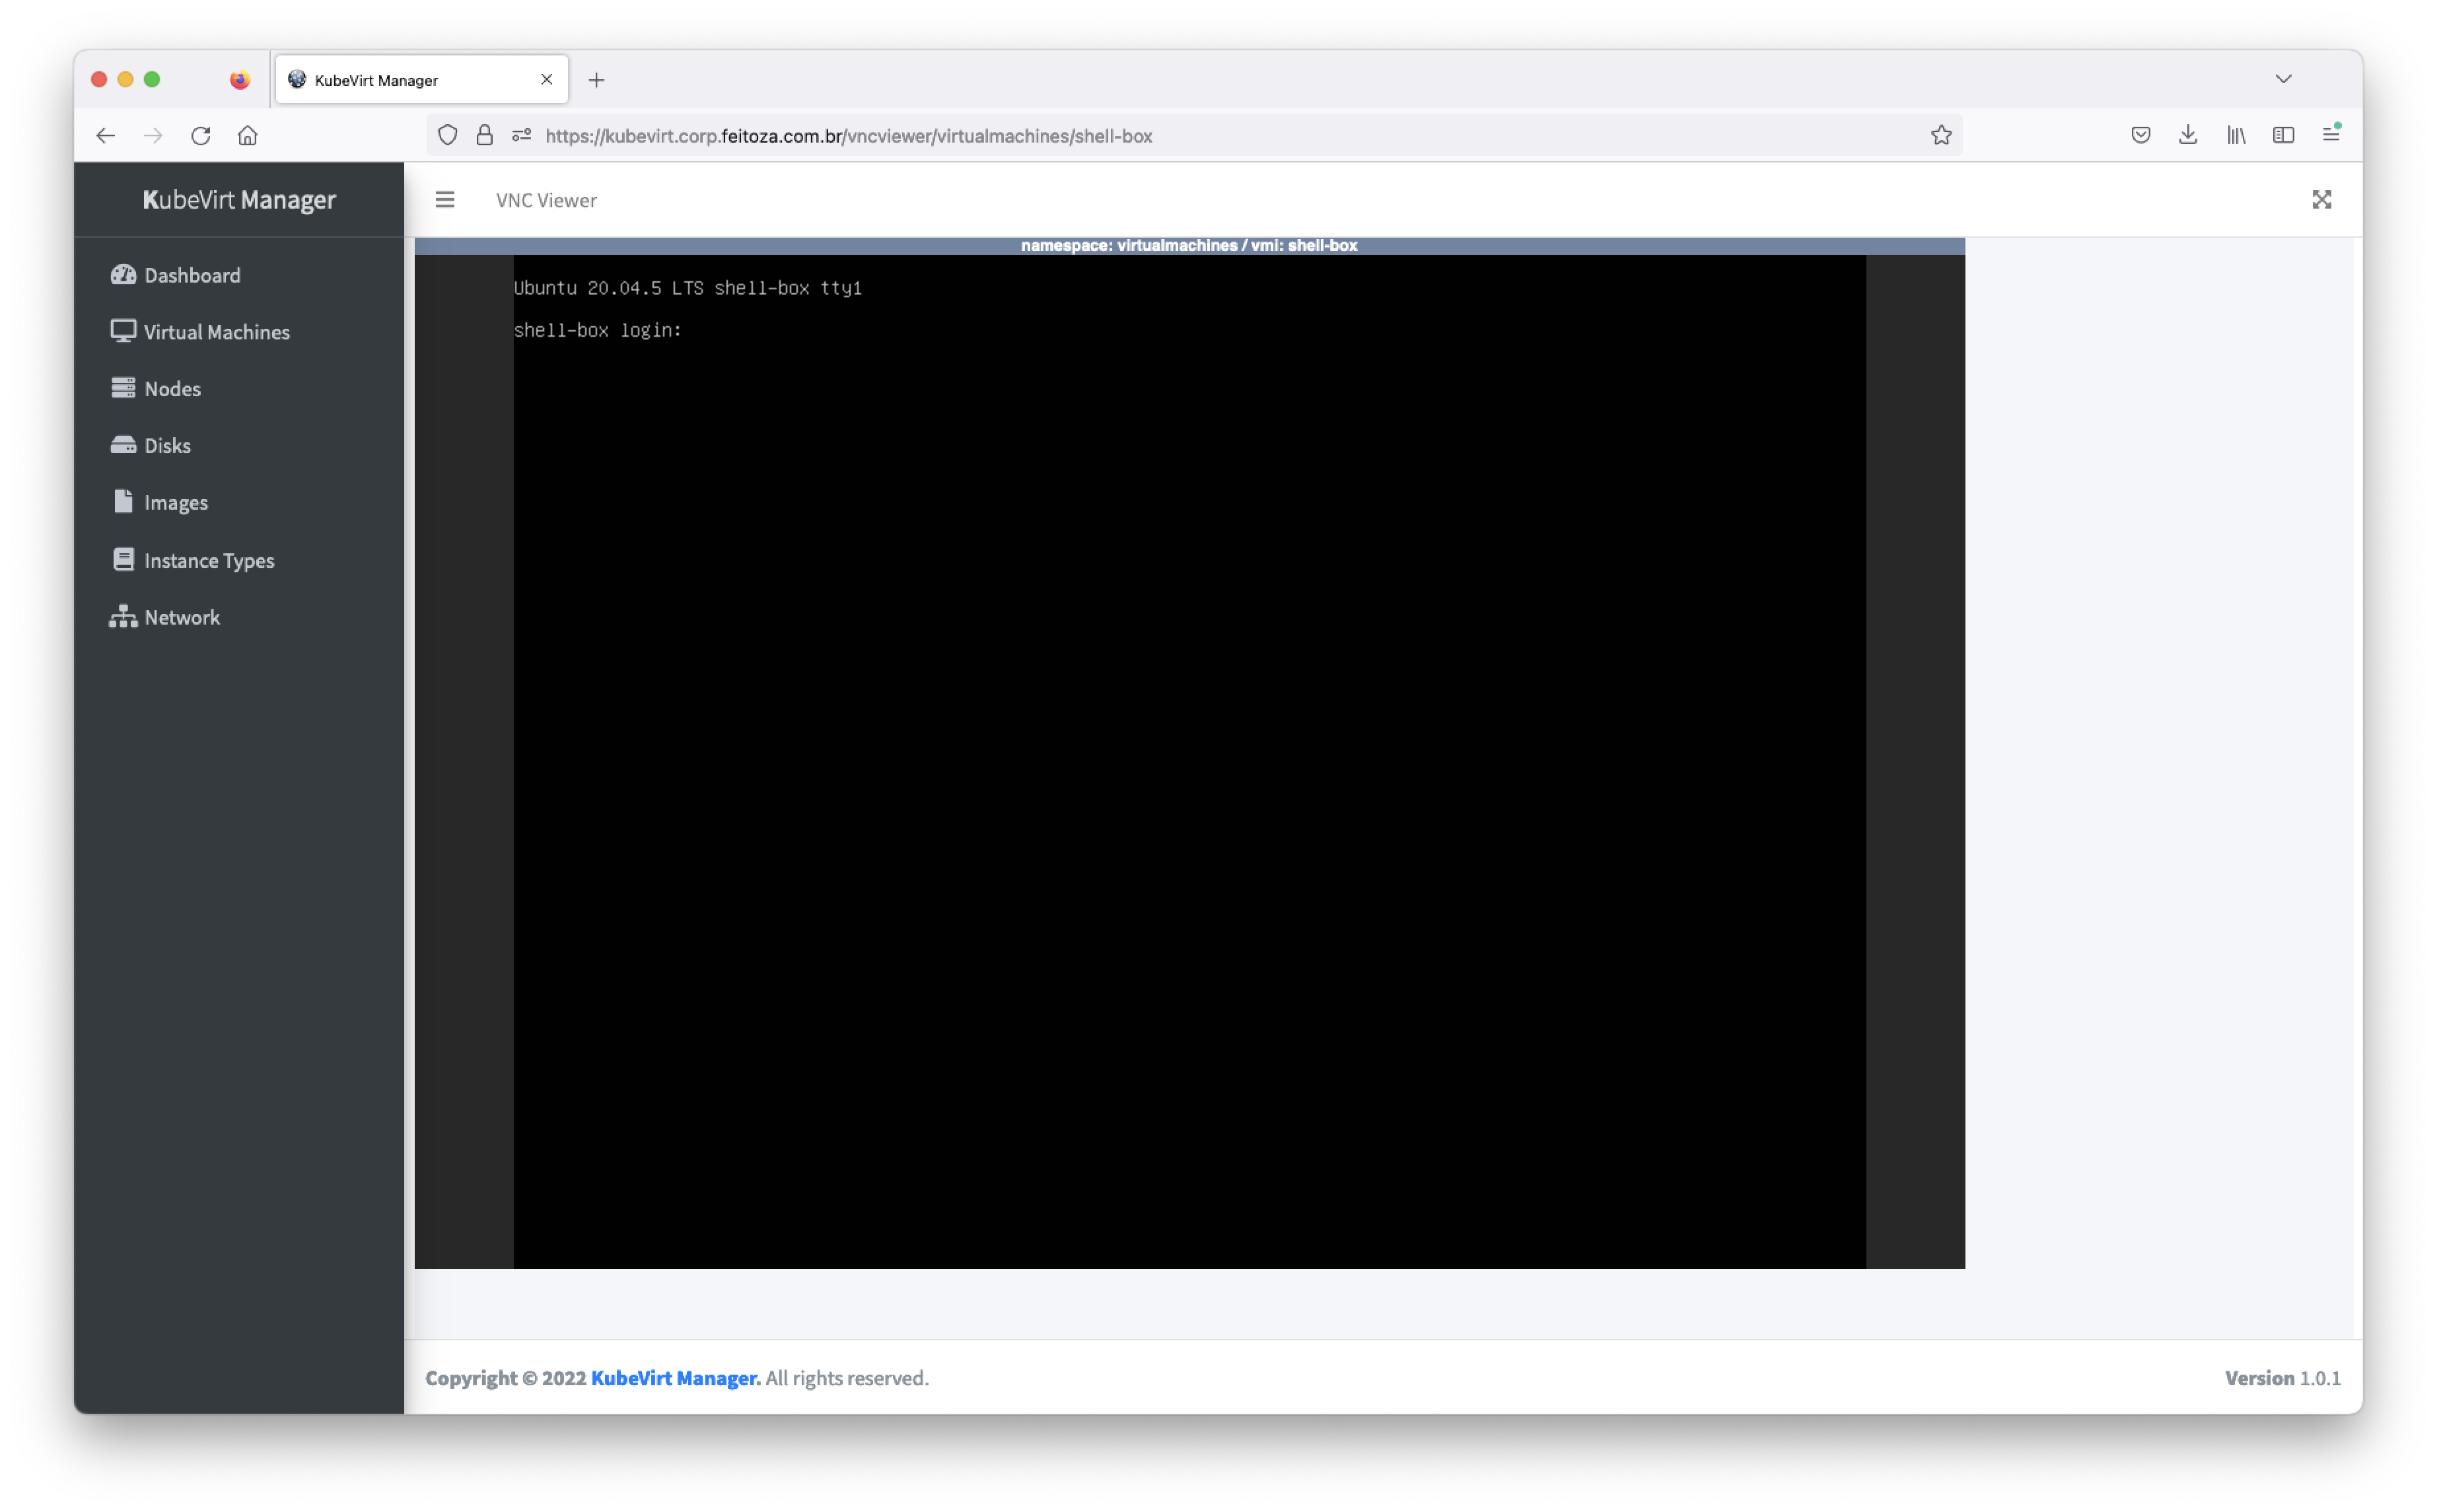 KubeVirt Manager
https://kubevirt.corp.feitoza.com.br/vncviewer/virtualmachines/shell-box
KubeVirt Manager
VNC Viewer
Dashboard
Virtual Machines
Nodes
Disks
Images
Instance Types
Network
namespace: virtualmachines / vmi: shell-box
Ubuntu 20.04.5 LTS shell-box tty1
shell-box login:
Copyright © 2022 KubeVirt Manager. All rights reserved.
Version 1.0.1